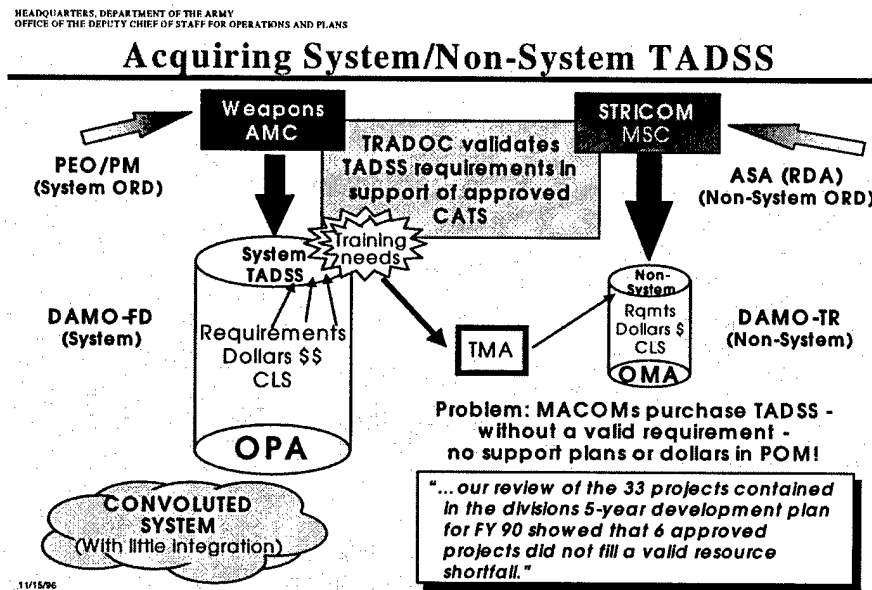 HEADQUARTERS, DEPARTMENT OF THE ARMY
OFFICE OF THE DEPUTY CHIEF OF STAFF FOR OPERATIONS AND PLANS
Acquiring System/Non-System TADSS
Weapons
AMC
STRICOM
MSC
PEO/PM
(System ORD)
TRADOC validates
TADSS requirements in
support of approved
CATS
ASA (RDA)
(Non-System ORD)
Training
needs
System
TADSS
Requirements
Dollars $$
CLS
OPA
DAMO-FD
(System)
TMA
Non-
System
Rqmts
Dollars $
CLS
OMA
DAMO-TR
(Non-System)
Problem: MACOMs purchase TADSS -
without a valid requirement -
no support plans or dollars in POM!
CONVOLUTED
SYSTEM
(With little integration)
"...our review of the 33 projects contained
in the divisions 5-year development plan
for FY 90 showed that 6 approved
projects did not fill a valid resource
shortfall."
11/15/96